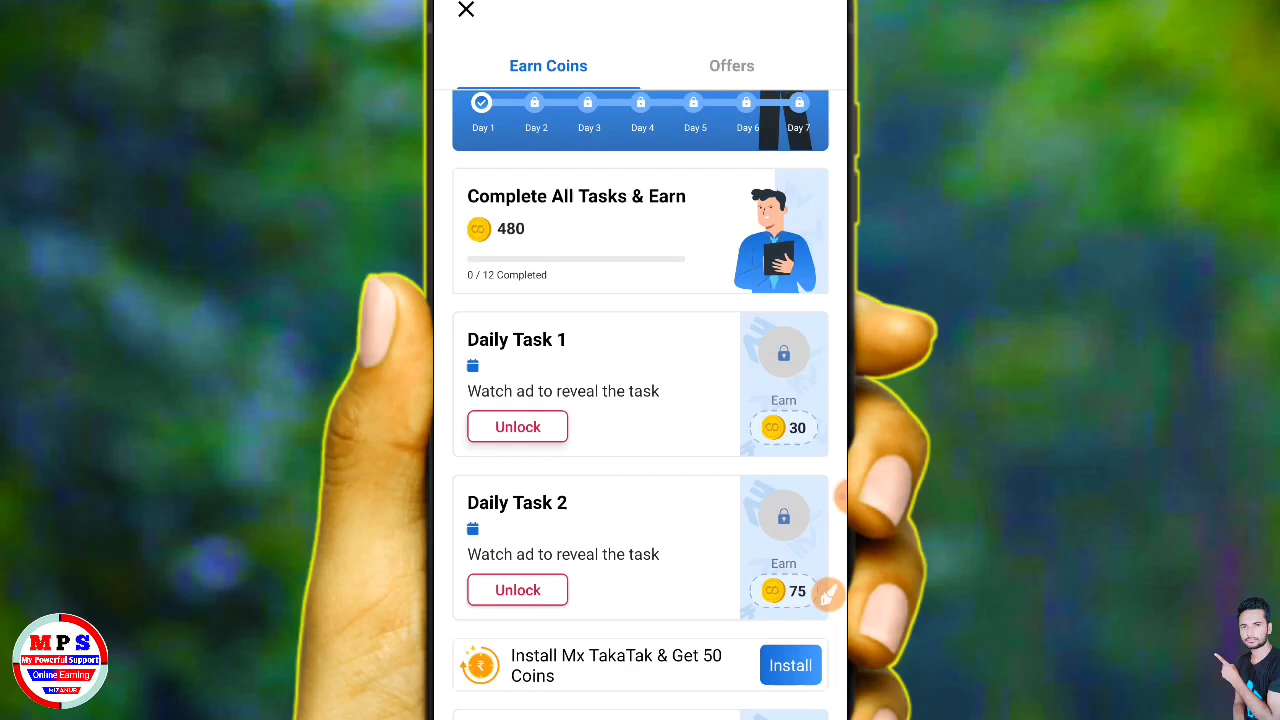 Earn Coins
Offers
Day 1
Day 2
Day 3
Day 4
Day 5
Day 6
Day 7
Complete All Tasks & Earn
480
0 / 12 Completed
Daily Task 1
Watch ad to reveal the task
Unlock
Earn
30
Daily Task 2
Watch ad to reveal the task
Unlock
Earn
75
Install Mx TakaTak & Get 50
Coins
Install
M P S
My Powerful Support
Online Earning
MIZANUR